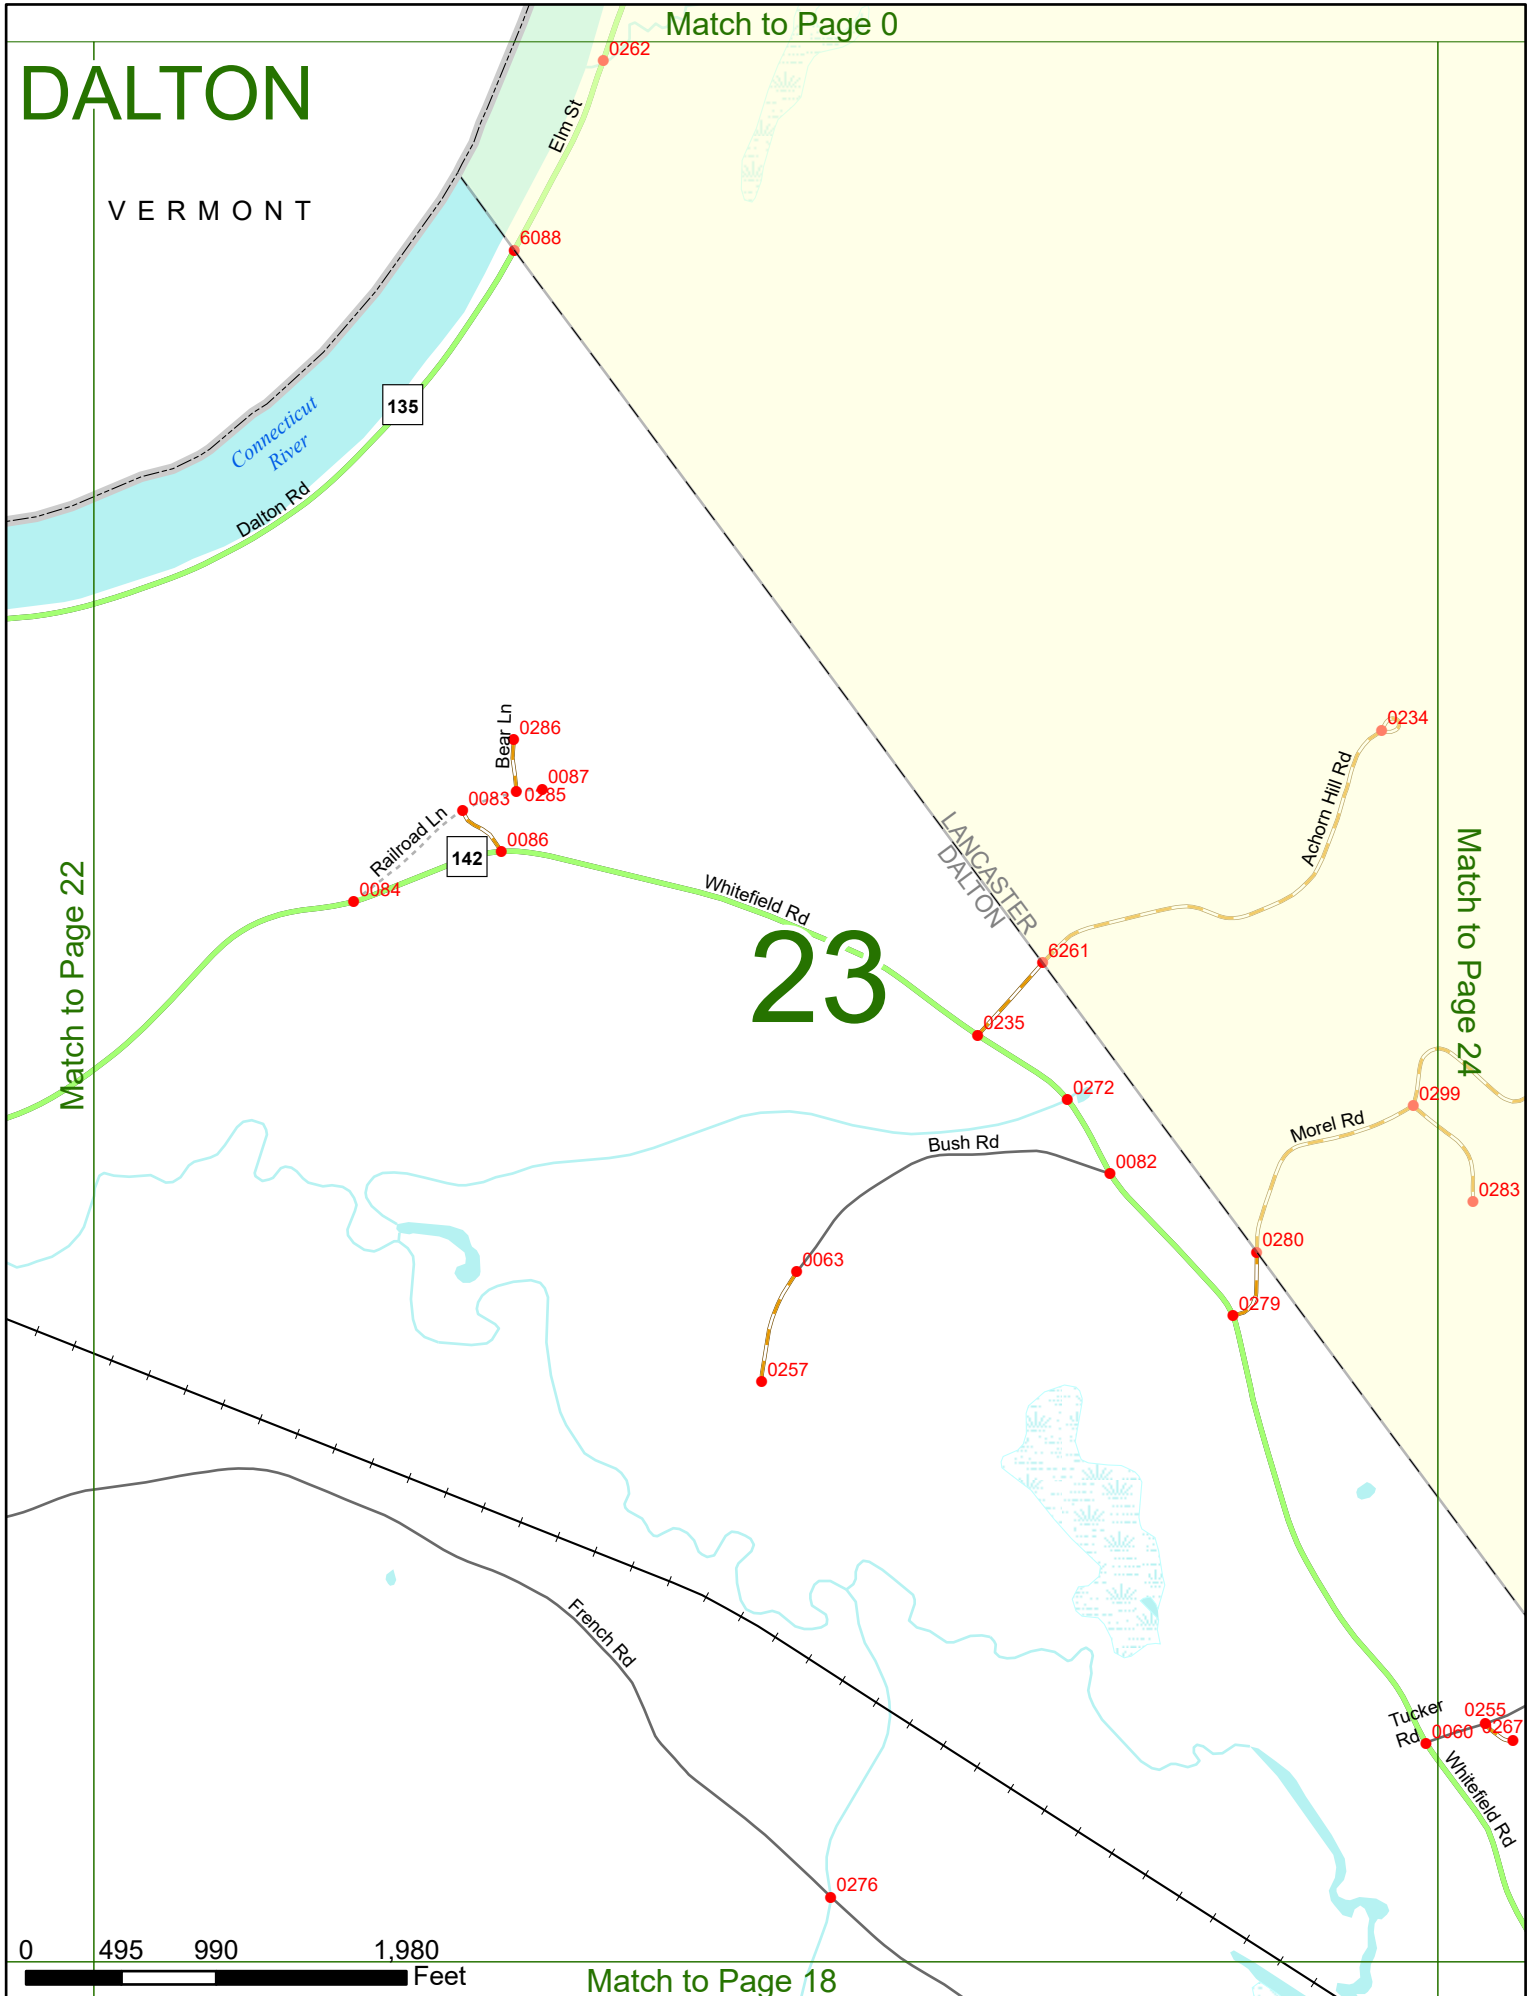 Match to Page 0
DALTON
0262
Elm St
VERMONT
6088
135
Connecticut
River
Dalton Rd
Bear Ln
0286
0234
0087
0285
0083
Achorn Hill Rd
Railroad Ln
0086
142
0084
Whitefield Rd
LANCASTER
DALTON
Match to Page 22
Match to Page 24
23
6261
0235
0272
0299
Morel Rd
Bush Rd
0082
0283
0280
0063
0279
0257
French Rd
Tucker
Rd
0255
0060
0267
Whitefield Rd
0276
0 495 990 1,980
Feet
Match to Page 18